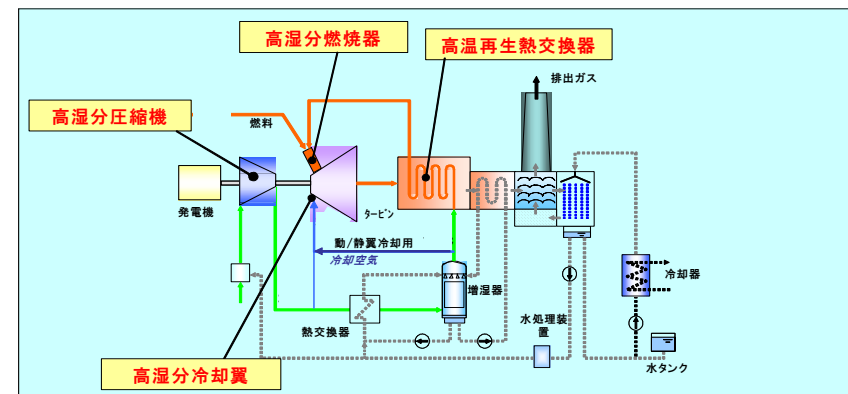 高湿分燃焼器
高温再生熱交換器
排出ガス
高湿分圧縮機
燃料
発電機
タービン
動/静翼冷却用
冷却空気
増湿器
冷却器
熱交換器
水処理装
置
水タンク
高湿分冷却翼